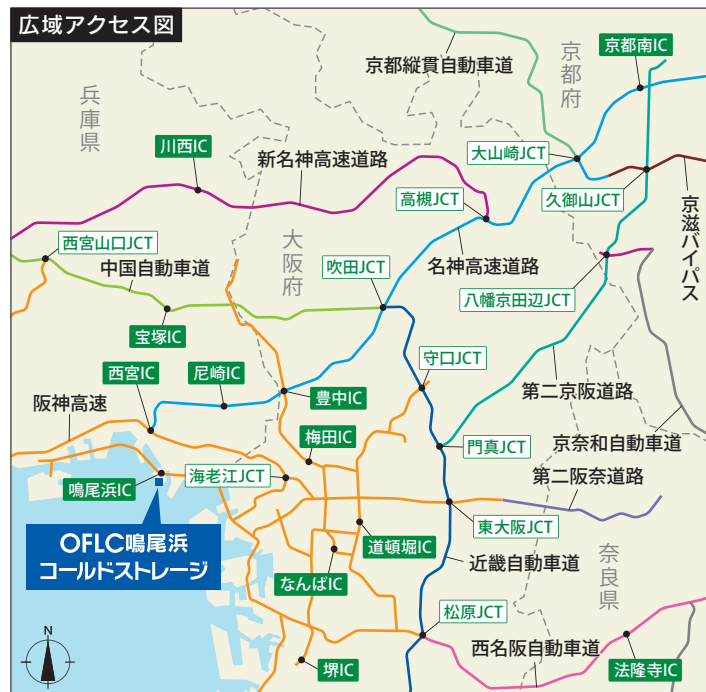 広域アクセス図
京都縦貫自動車道
京都府
京都南IC
兵庫県
川西IC
新名神高速道路
大山崎JCT
高槻JCT
久御山JCT
京滋バイパス
西宮山口JCT
大阪府
中国自動車道
吹田JCT
名神高速道路
八幡京田辺JCT
宝塚IC
守口JCT
西宮IC
尼崎IC
豊中IC
第二京阪道路
阪神高速
梅田IC
門真JCT
京奈和自動車道
鳴尾浜IC
海老江JCT
第二阪奈道路
OFLC鳴尾浜
コールドストレージ
道頓堀IC
東大阪JCT
なんばIC
近畿自動車道
奈良県
松原JCT
N
堺IC
西名阪自動車道
法隆寺IC